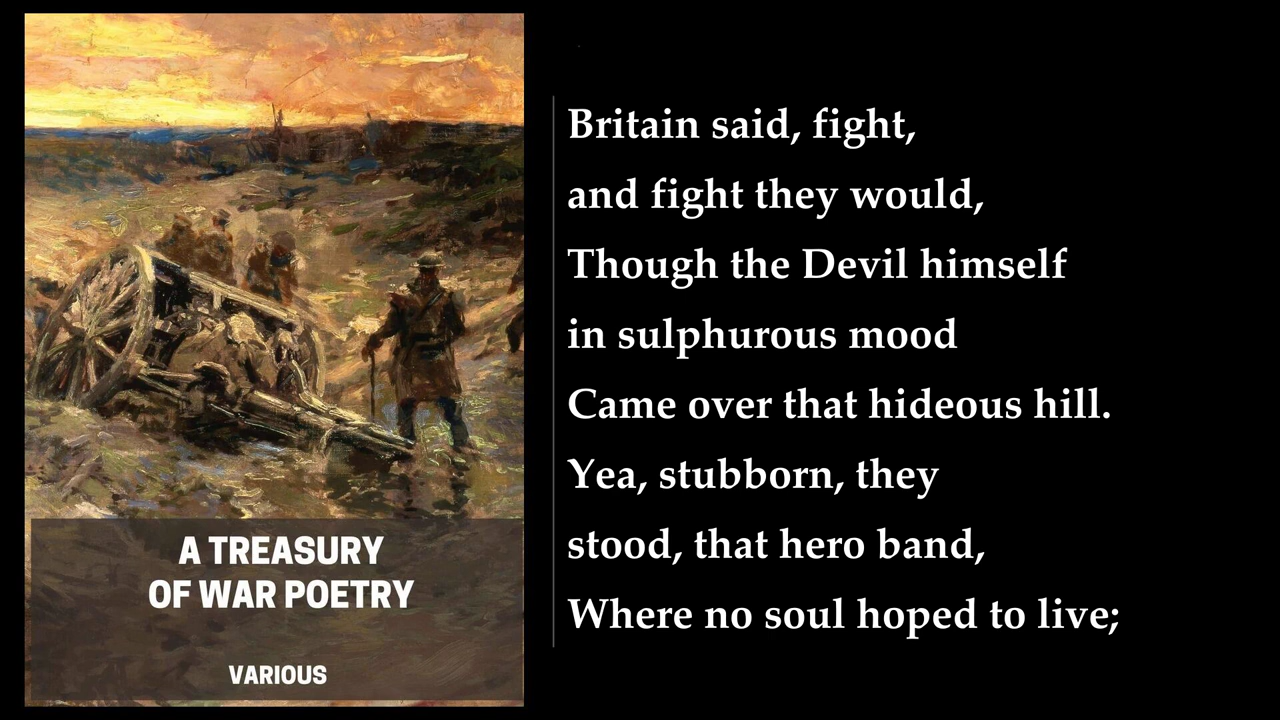 A TREASURY
OF WAR POETRY
VARIOUS
Britain said, fight,
and fight they would,
Though the Devil himself
in sulphurous mood
Came over that hideous hill.
Yea, stubborn, they
stood, that hero band,
Where no soul hoped to live;